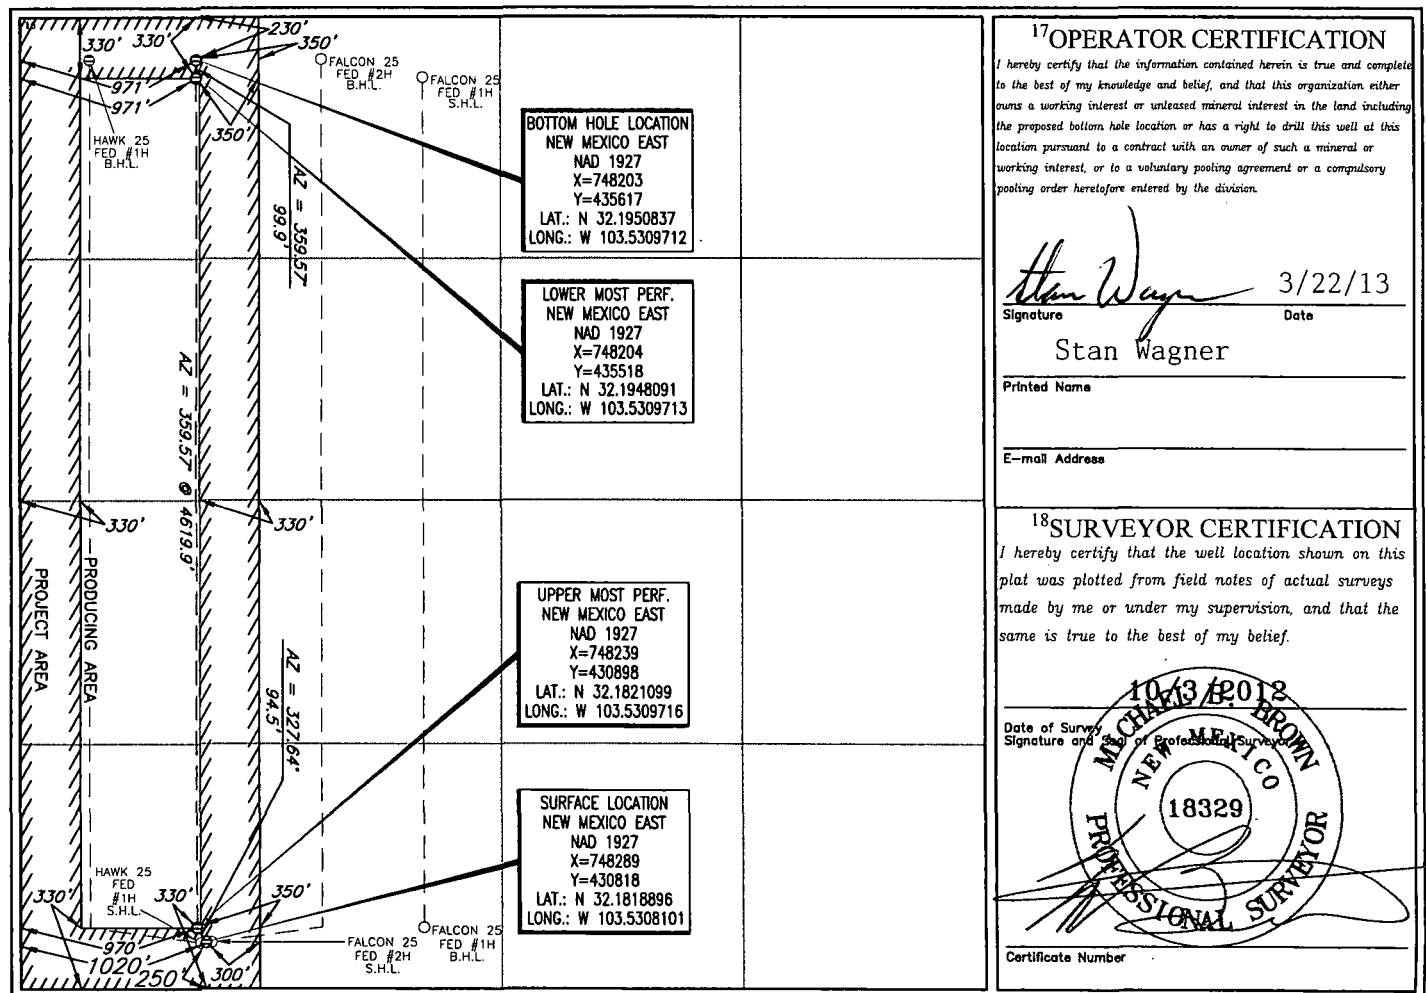 330'
330'
230'
350'
971'
971'
350'
HAWK 25
FED #1H
B.H.L.
FALCON 25
FED #2H
B.H.L.
FALCON 25
FED #1H
S.H.L.
AZ = 359.57°
99.9'
BOTTOM HOLE LOCATION
NEW MEXICO EAST
NAD 1927
X=748203
Y=435617
LAT.: N 32.1950837
LONG.: W 103.5309712
LOWER MOST PERF.
NEW MEXICO EAST
NAD 1927
X=748204
Y=435518
LAT.: N 32.1948091
LONG.: W 103.5309713
AZ = 359.57° @ 4619.9'
330'
330'
PROJECT AREA
PRODUCING AREA
AZ = 327.64°
94.5'
UPPER MOST PERF.
NEW MEXICO EAST
NAD 1927
X=748239
Y=430898
LAT.: N 32.1821099
LONG.: W 103.5309716
SURFACE LOCATION
NEW MEXICO EAST
NAD 1927
X=748289
Y=430818
LAT.: N 32.1818896
LONG.: W 103.5308101
HAWK 25
FED
#1H
S.H.L.
330'
330'
350'
970'
1020'
250'
300'
FALCON 25
FED #2H
S.H.L.
FALCON 25
FED #1H
B.H.L.
17 OPERATOR CERTIFICATION
I hereby certify that the information contained herein is true and complete
to the best of my knowledge and belief, and that this organization either
owns a working interest or unleased mineral interest in the land including
the proposed bottom hole location or has a right to drill this well at this
location pursuant to a contract with an owner of such a mineral or
working interest, or to a voluntary pooling agreement or a compulsory
pooling order heretofore entered by the division.
Stan Wagner
3/22/13
Signature Date
Stan Wagner
Printed Name
E-mail Address
18 SURVEYOR CERTIFICATION
I hereby certify that the well location shown on this
plat was plotted from field notes of actual surveys
made by me or under my supervision, and that the
same is true to the best of my belief.
10/3/2012
Date of Survey
Signature and Seal of Professional Surveyor
MICHAEL B. BROWN
NEW MEXICO
18329
PROFESSIONAL SURVEYOR
Certificate Number